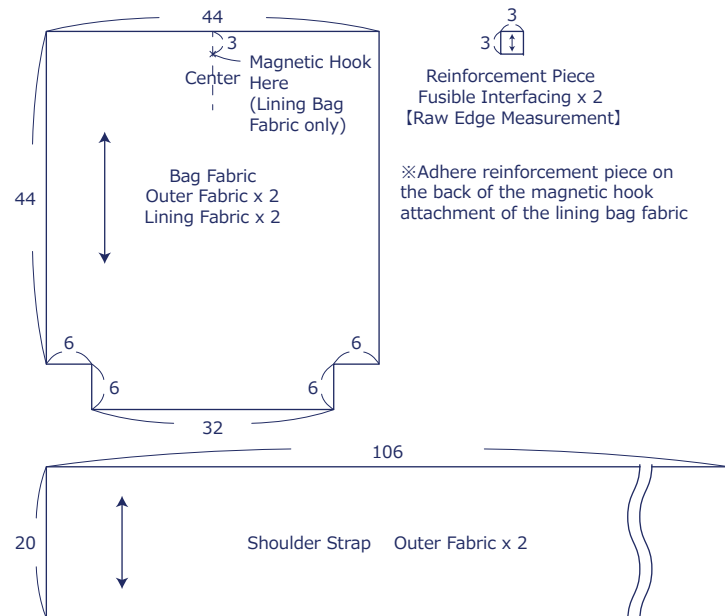 44
3
Magnetic Hook
Here
(Lining Bag
Fabric only)
Center
3
3
Reinforcement Piece
Fusible Interfacing x 2
【Raw Edge Measurement】
※Adhere reinforcement piece on
the back of the magnetic hook
attachment of the lining bag fabric
44
Bag Fabric
Outer Fabric x 2
Lining Fabric x 2
6
6
6
6
32
106
20
Shoulder Strap Outer Fabric x 2